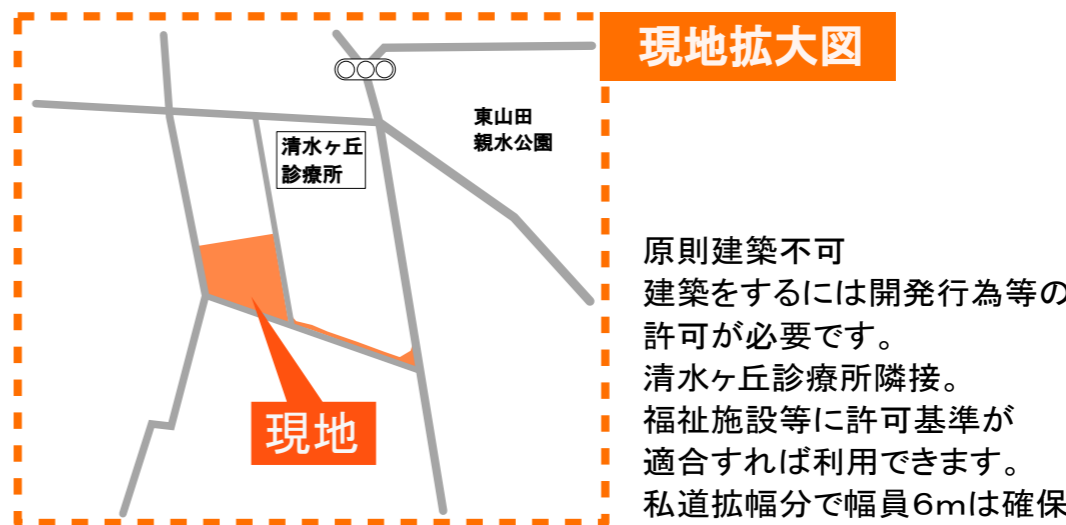 現地拡大図
東山田
親水公園
清水ヶ丘
診療所
現地
原則建築不可
建築をするには開発行為等の
許可が必要です。
清水ヶ丘診療所隣接。
福祉施設等に許可基準が
適合すれば利用できます。
私道拡幅分で幅員6mは確保